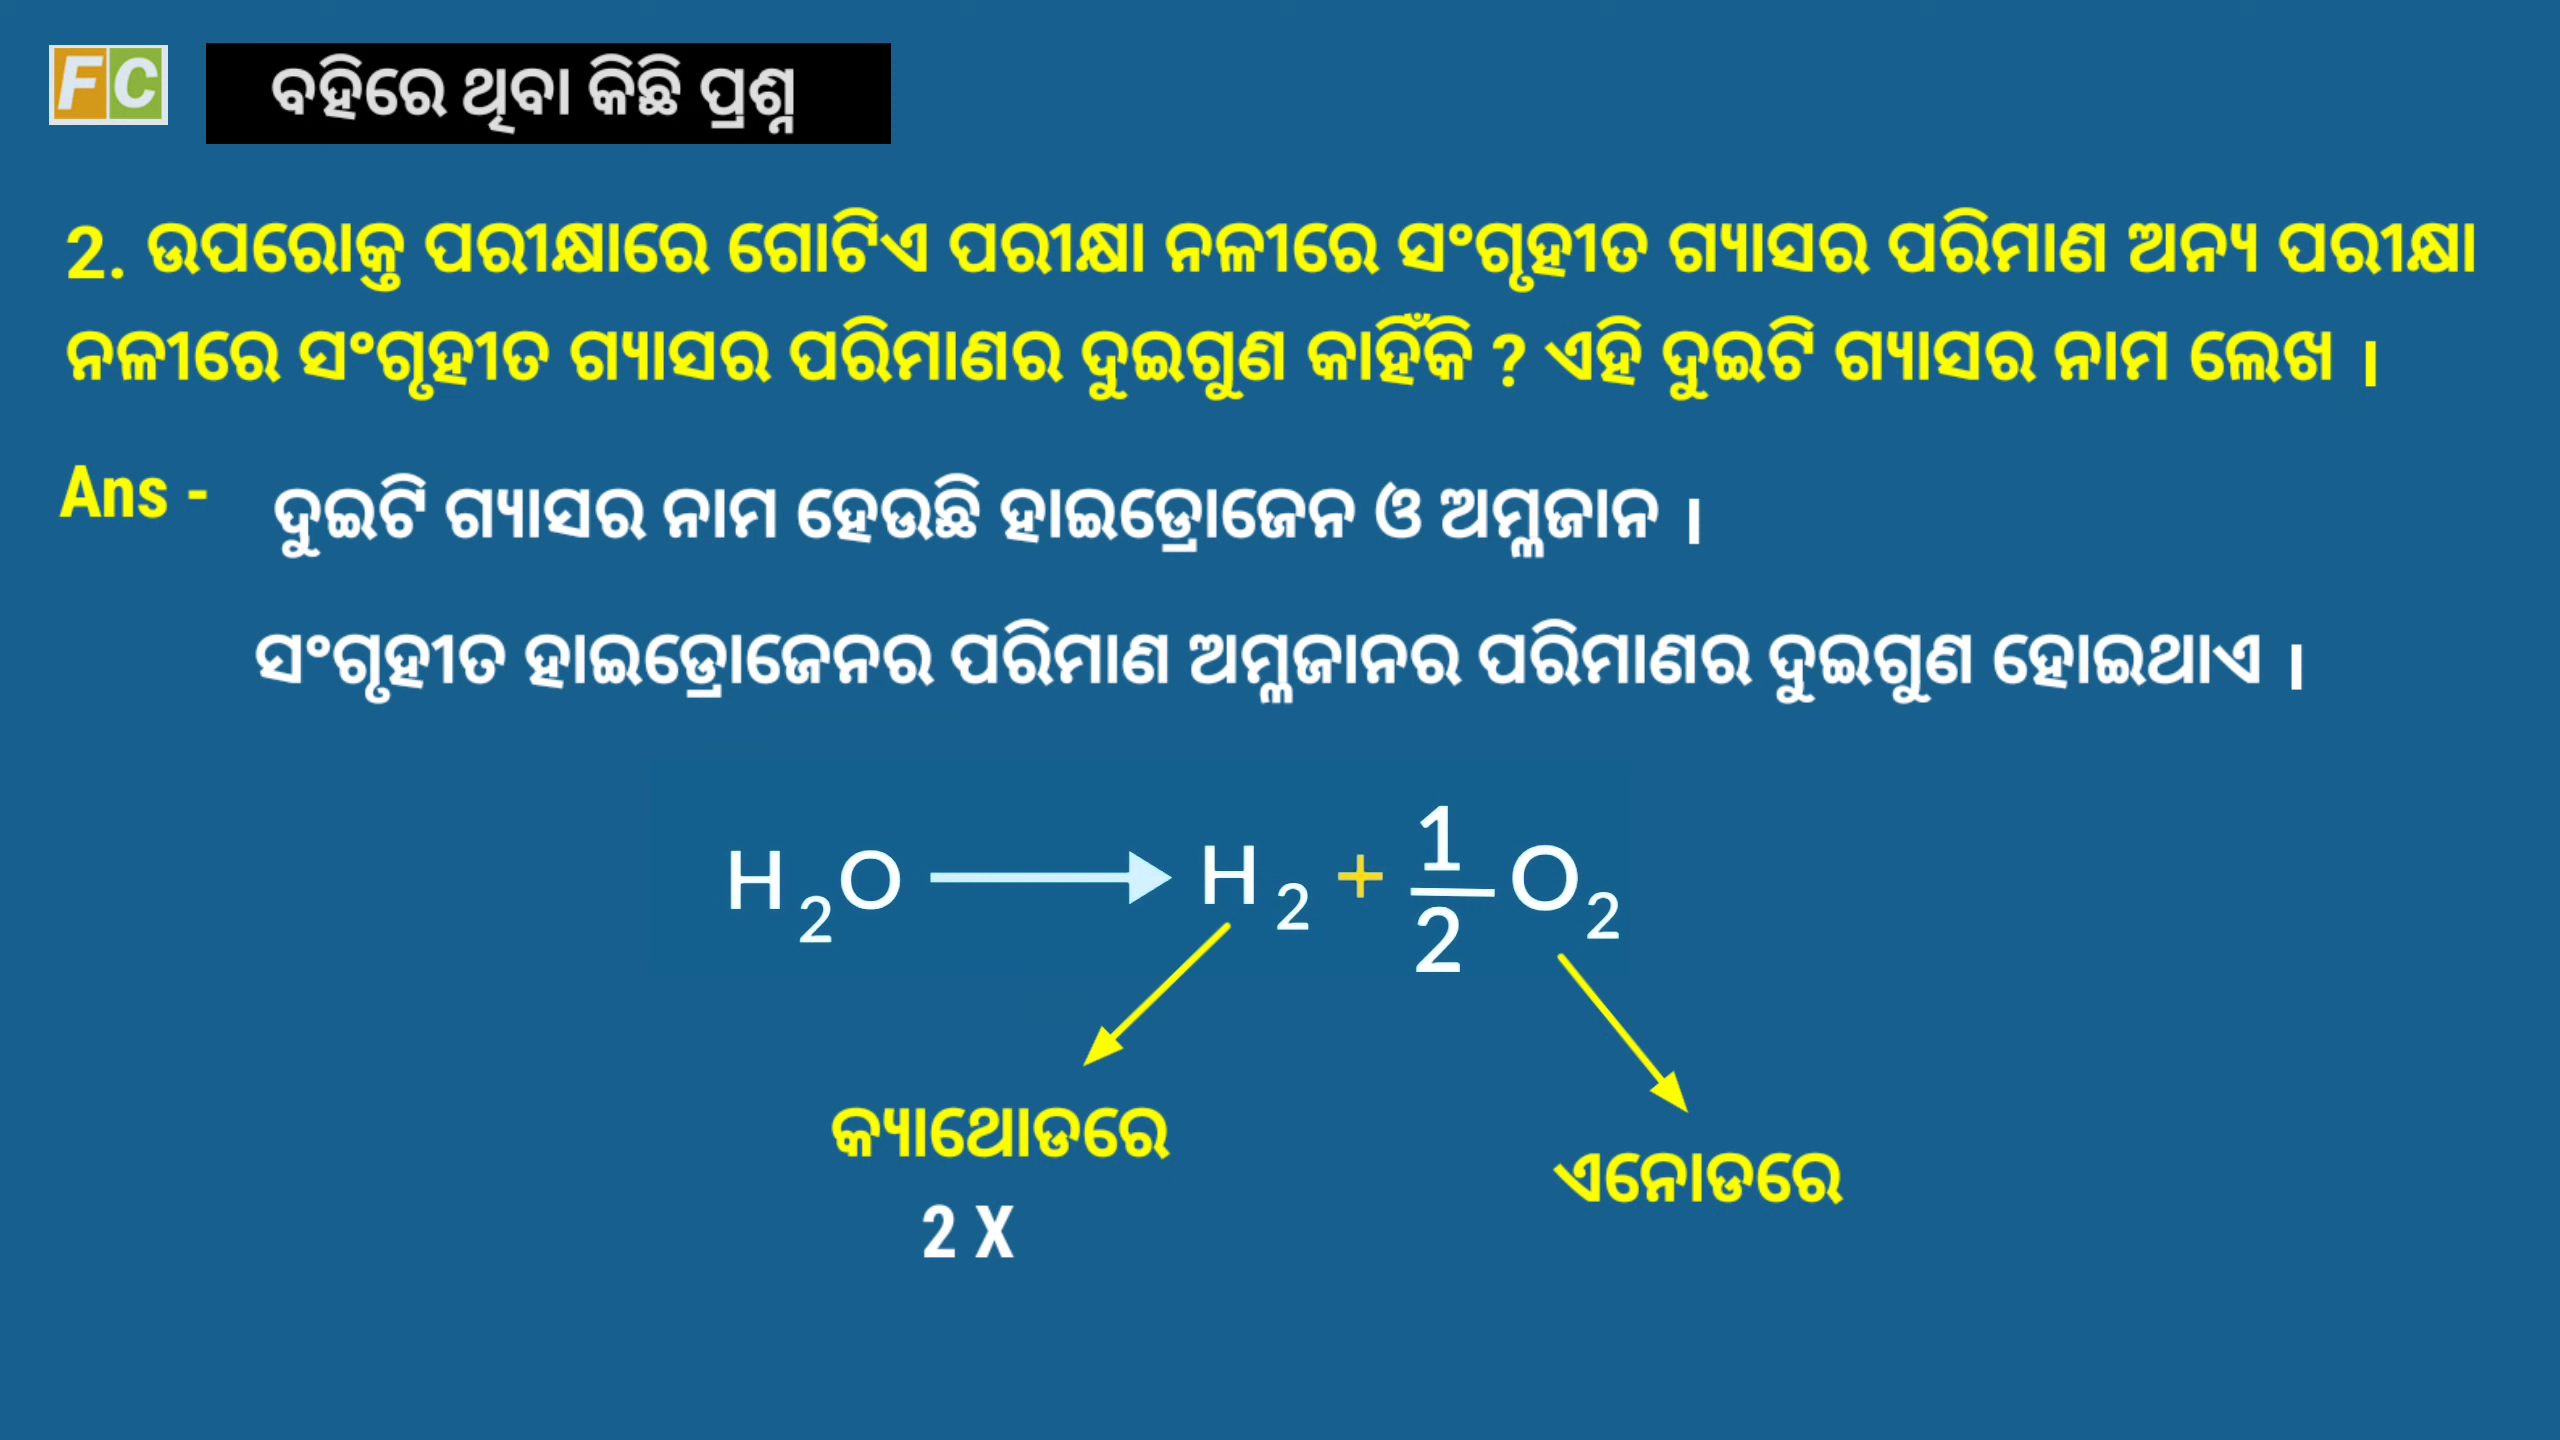 FC
ବହିରେ ଥିବା କିଛି ପ୍ରଶ୍ନ
2. ଉପରୋକ୍ତ ପରୀକ୍ଷାରେ ଗୋଟିଏ ପରୀକ୍ଷା ନଳୀରେ ସଂଗୃହୀତ ଗ୍ୟାସର ପରିମାଣ ଅନ୍ୟ ପରୀକ୍ଷା
ନଳୀରେ ସଂଗୃହୀତ ଗ୍ୟାସର ପରିମାଣର ଦୁଇଗୁଣ କାହିଁକି ? ଏହି ଦୁଇଟି ଗ୍ୟାସର ନାମ ଲେଖ ।
Ans - ଦୁଇଟି ଗ୍ୟାସର ନାମ ହେଉଛି ହାଇଡ୍ରୋଜେନ ଓ ଅମ୍ଳଜାନ ।
ସଂଗୃହୀତ ହାଇଡ୍ରୋଜେନର ପରିମାଣ ଅମ୍ଳଜାନର ପରିମାଣର ଦୁଇଗୁଣ ହୋଇଥାଏ ।
H₂O → H₂ + 1/2 O₂
କ୍ୟାଥୋଡରେ
ଏନୋଡରେ
2 X